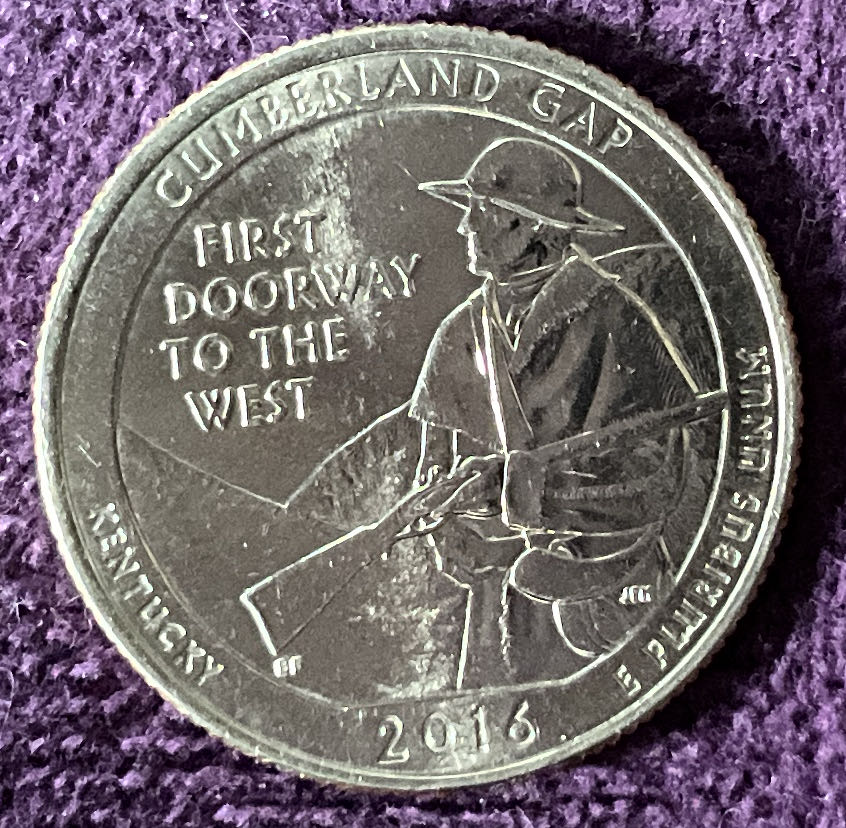 CUMBERLAND GAP
FIRST
DOORWAY
TO THE
WEST
KENTUCKY
2016
E PLURIBUS UNUM